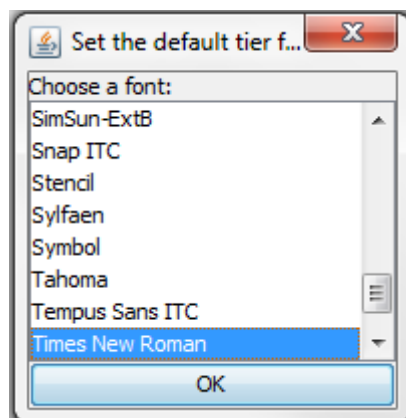 Set the default tier f...
Choose a font:
SimSun-ExtB
Snap ITC
Stencil
Sylfaen
Symbol
Tahoma
Tempus Sans ITC
Times New Roman
OK